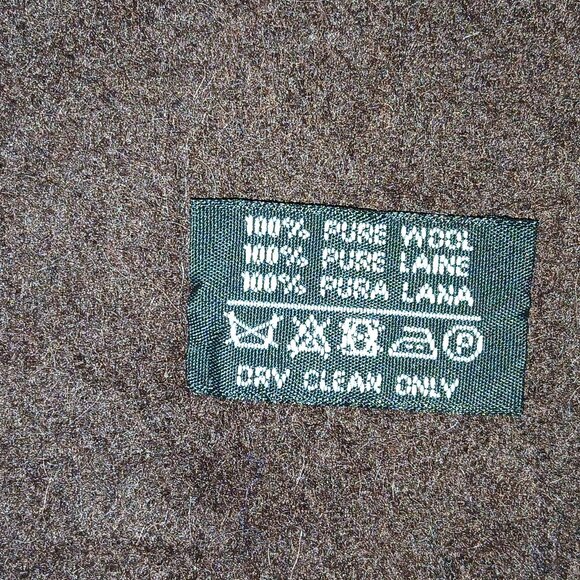 100% PURE WOOL
100% PURE LAINE
100% PURA LANA
P
DRY CLEAN ONLY